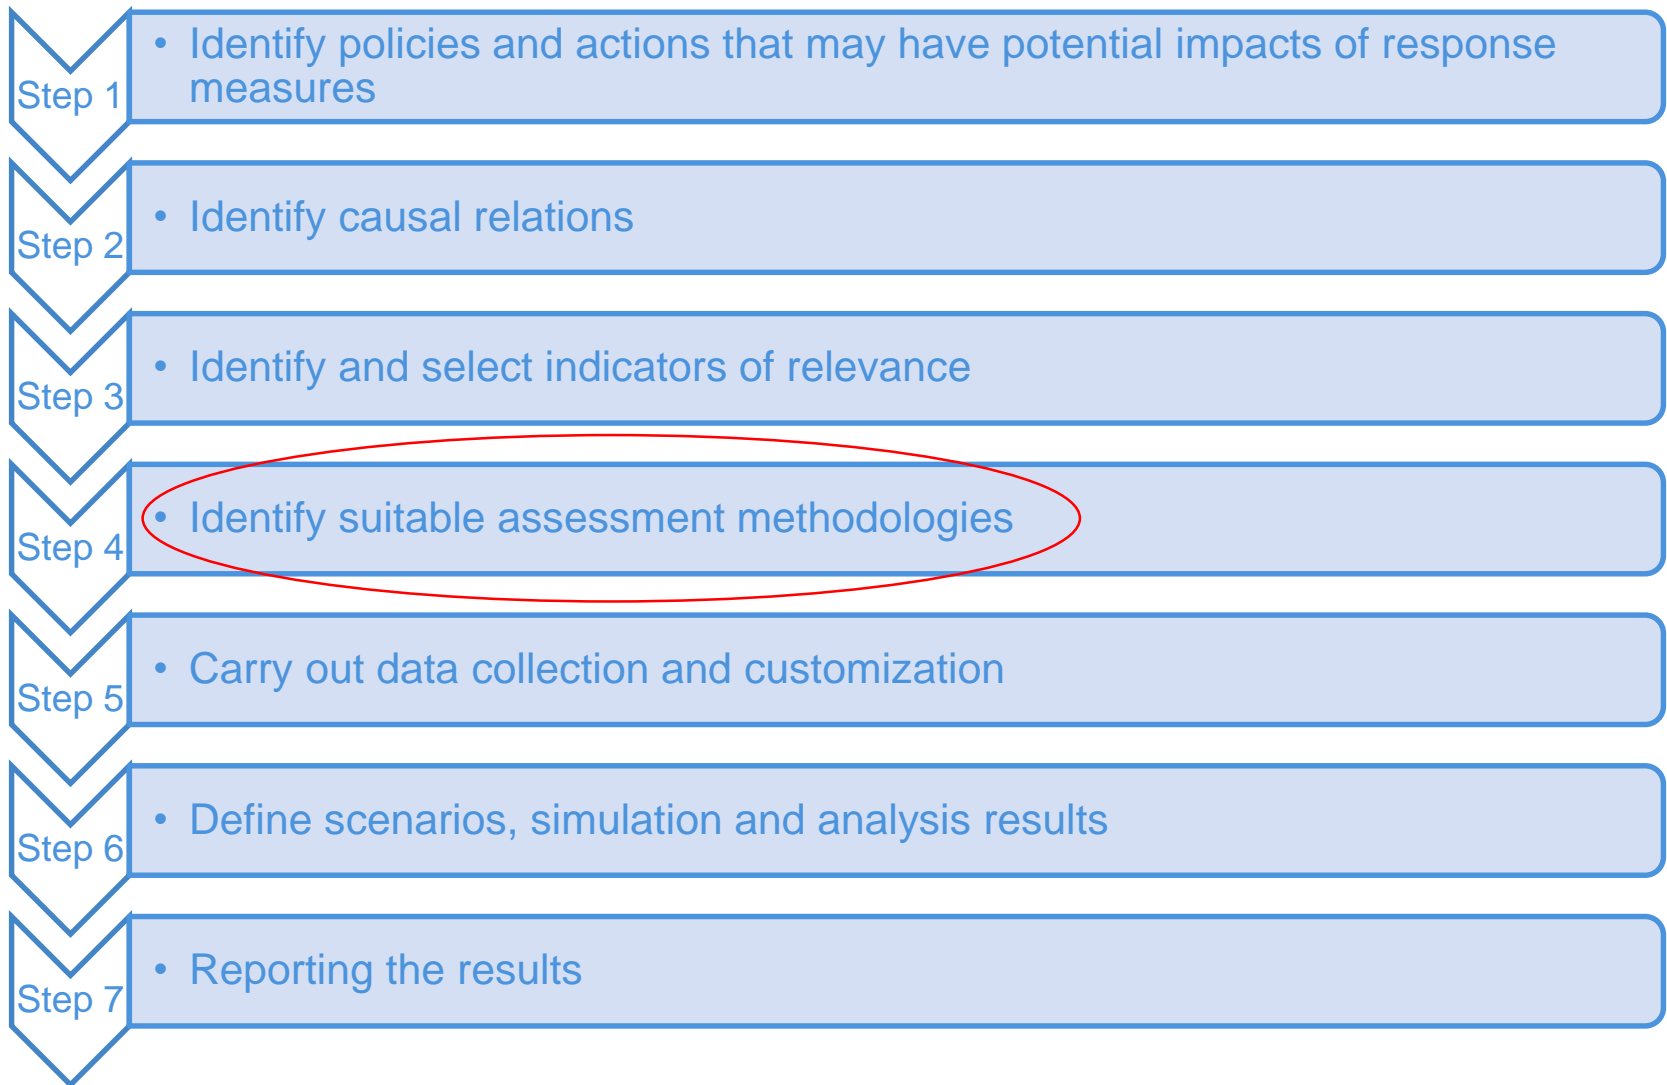 Step 1
• Identify policies and actions that may have potential impacts of response
measures
Step 2
• Identify causal relations
Step 3
• Identify and select indicators of relevance
Step 4
• Identify suitable assessment methodologies
Step 5
• Carry out data collection and customization
Step 6
• Define scenarios, simulation and analysis results
Step 7
• Reporting the results